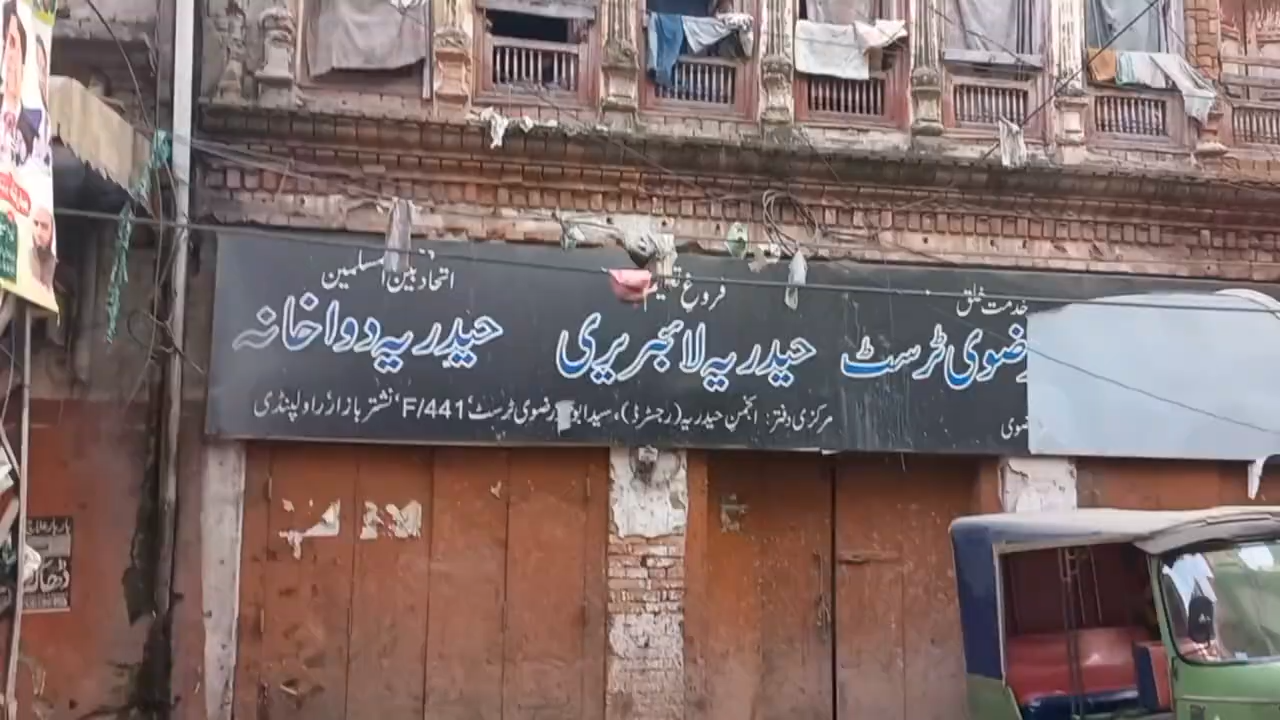 خدمت خلق
رضوی ٹرسٹ
فروغ تعلیم
حیدریہ لائبریری
اتحاد بین المسلمین
حیدریہ دواخانہ
رضوی
مرکزی دفتر: انجمن حیدریہ (رجسٹرڈ)، سید ابو رضوی ٹرسٹ، F/441، نشتر بازار، راولپنڈی